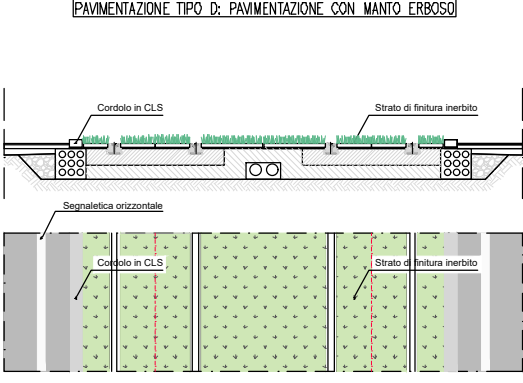 PAVIMENTAZIONE TIPO D: PAVIMENTAZIONE CON MANTO ERBOSO
Cordolo in CLS
Strato di finitura inerbito
Segnaletica orizzontale
Cordolo in CLS
Strato di finitura inerbito